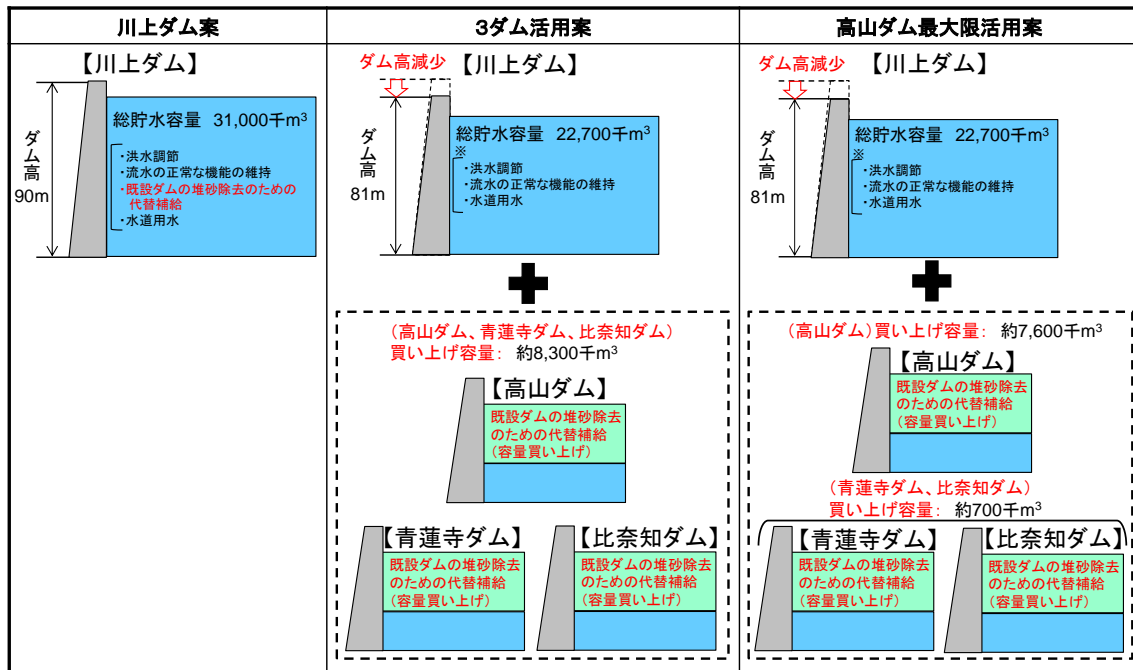 川上ダム案
【川上ダム】
ダム高
90m
総貯水容量 31,000千m³
・洪水調節
・流水の正常な機能の維持
・既設ダムの堆砂除去のための
代替補給
・水道用水
3ダム活用案
ダム高減少
【川上ダム】
ダム高
81m
総貯水容量 22,700千m³
※
・洪水調節
・流水の正常な機能の維持
・水道用水
(高山ダム、青蓮寺ダム、比奈知ダム)
買い上げ容量: 約8,300千m³
【高山ダム】
既設ダムの堆砂除去
のための代替補給
(容量買い上げ)
【青蓮寺ダム】
既設ダムの堆砂除去
のための代替補給
(容量買い上げ)
【比奈知ダム】
既設ダムの堆砂除去
のための代替補給
(容量買い上げ)
高山ダム最大限活用案
ダム高減少
【川上ダム】
ダム高
81m
総貯水容量 22,700千m³
※
・洪水調節
・流水の正常な機能の維持
・水道用水
(高山ダム)買い上げ容量: 約7,600千m³
【高山ダム】
既設ダムの堆砂除去
のための代替補給
(容量買い上げ)
(青蓮寺ダム、比奈知ダム)
買い上げ容量: 約700千m³
【青蓮寺ダム】
既設ダムの堆砂除去
のための代替補給
(容量買い上げ)
【比奈知ダム】
既設ダムの堆砂除去
のための代替補給
(容量買い上げ)